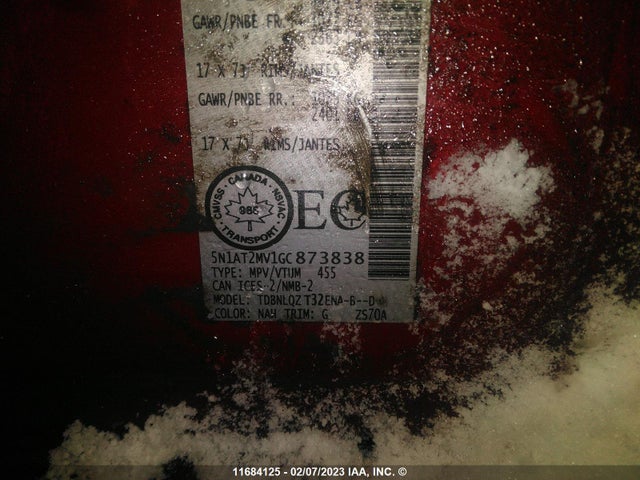 GAWR/PNBE FR.
17 X 7J RIMS/JANTES
GAWR/PNBE RR.:
17 X 7J RIMS/JANTES
CANADA
CMVSS · NSVAC
TRANSPORT
EC
5N1AT2MV1GC873838
TYPE: MPV/VTUM 455
CAN ICES-2/NMB-2
MODEL: TDBNLQZ T32ENA-B--D
COLOR: NAH TRIM: G ZS70A
11684125 - 02/07/2023 IAA, INC. ©